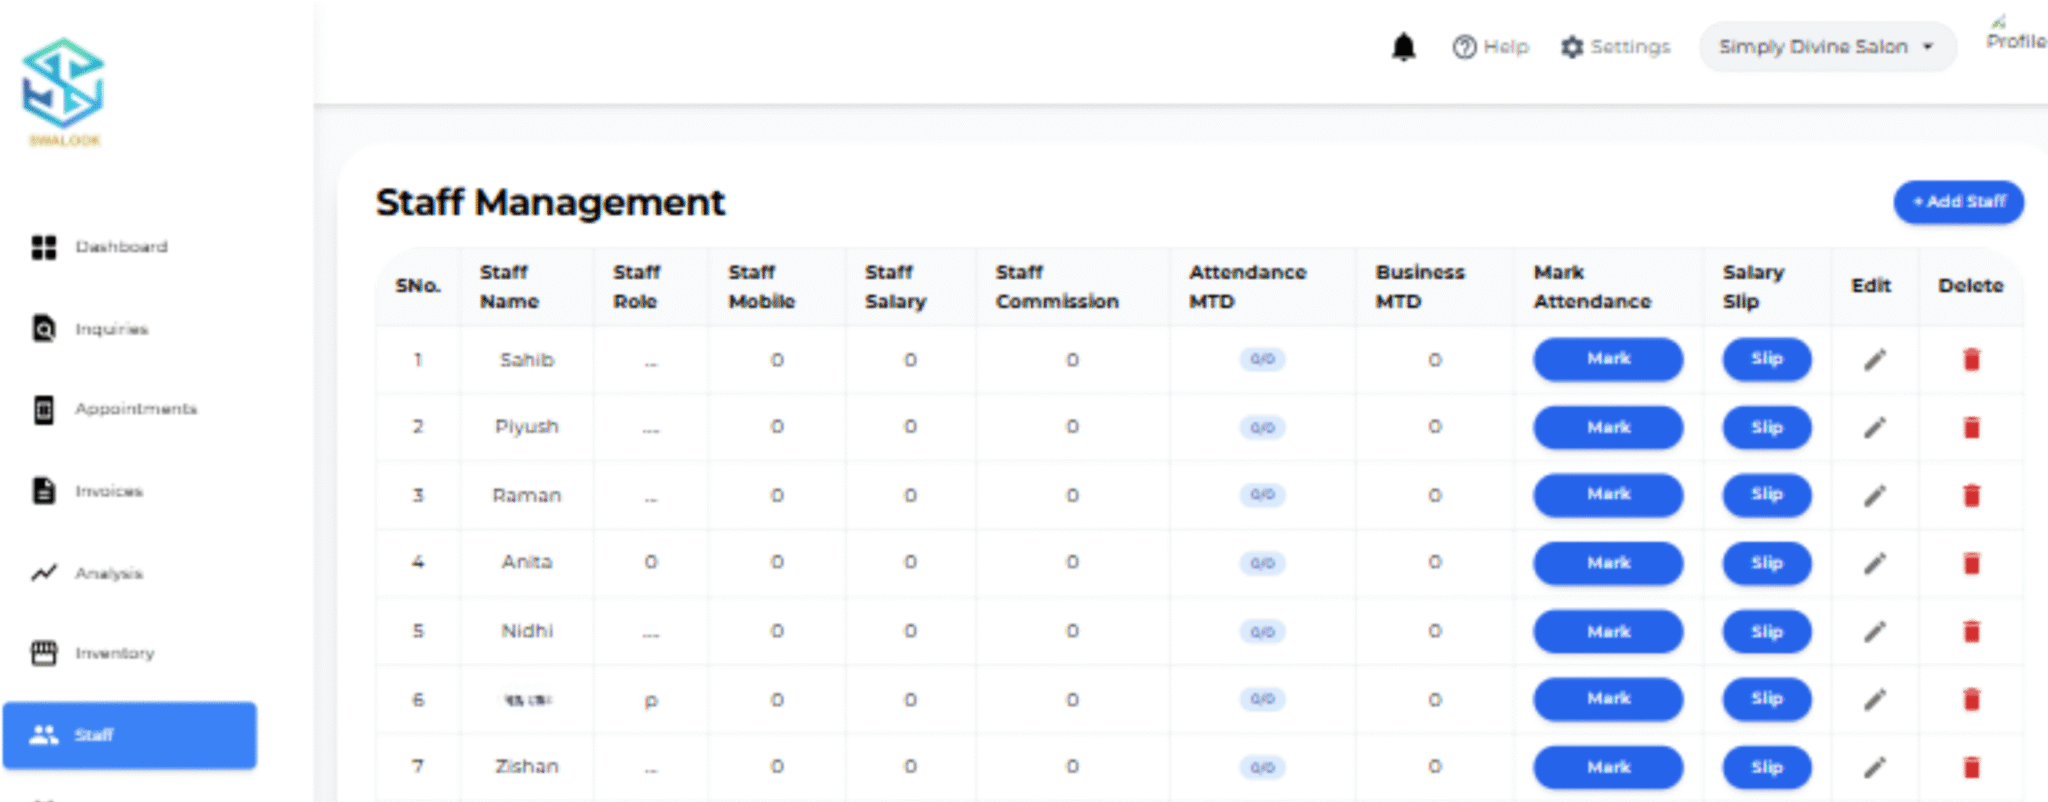 SWALOOK
Help Settings Simply Divine Salon Profile
Staff Management + Add Staff
SNo. Staff Name Staff Role Staff Mobile Staff Salary Staff Commission Attendance MTD Business MTD Mark Attendance Salary Slip Edit Delete
1 Sahib ... 0 0 0 0/0 0 Mark Slip
2 Piyush .... 0 0 0 0/0 0 Mark Slip
3 Raman ... 0 0 0 0/0 0 Mark Slip
4 Anita 0 0 0 0 0/0 0 Mark Slip
5 Nidhi .... 0 0 0 0/0 0 Mark Slip
6 p 0 0 0 0/0 0 Mark Slip
7 Zishan ... 0 0 0 0/0 0 Mark Slip
Dashboard
Inquiries
Appointments
Invoices
Analysis
Inventory
Staff